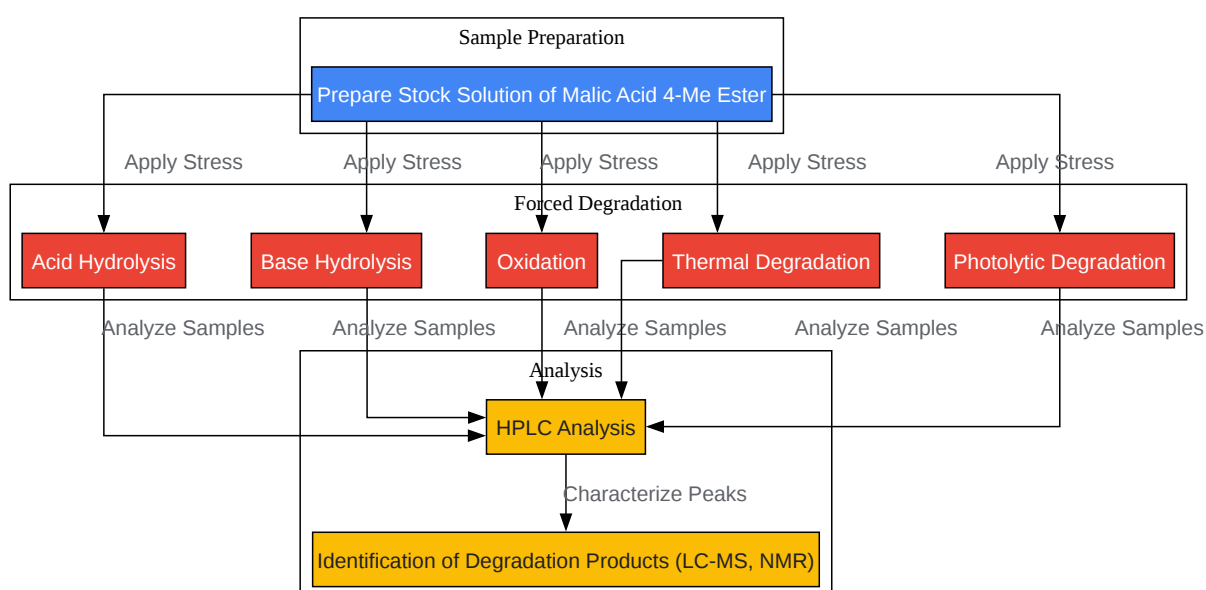 Sample Preparation
Prepare Stock Solution of Malic Acid 4-Me Ester
Apply Stress
Apply Stress
Apply Stress
Apply Stress
Apply Stress
Forced Degradation
Acid Hydrolysis
Base Hydrolysis
Oxidation
Thermal Degradation
Photolytic Degradation
Analyze Samples
Analyze Samples
Analyze Samples
Analyze Samples
Analyze Samples
Analysis
HPLC Analysis
Characterize Peaks
Identification of Degradation Products (LC-MS, NMR)